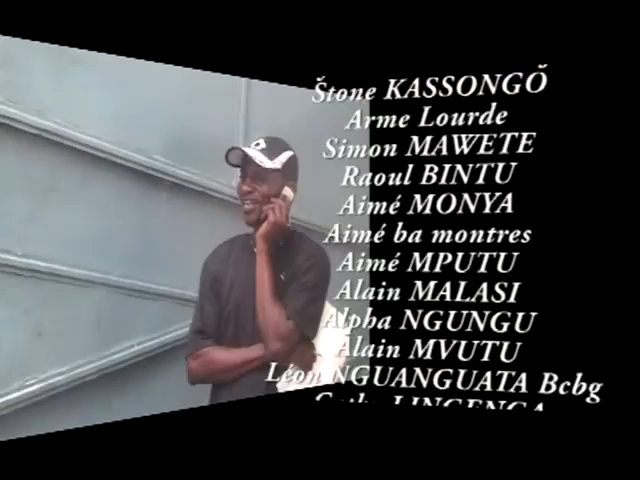 Štone KASSONGŎ
Arme Lourde
Simon MAWETE
Raoul BINTU
Aimé MONYA
Aimé ba montres
Aimé MPUTU
Alain MALASI
Alpha NGUNGU
Alain MVUTU
Léon NGUANGUATA Bcbg